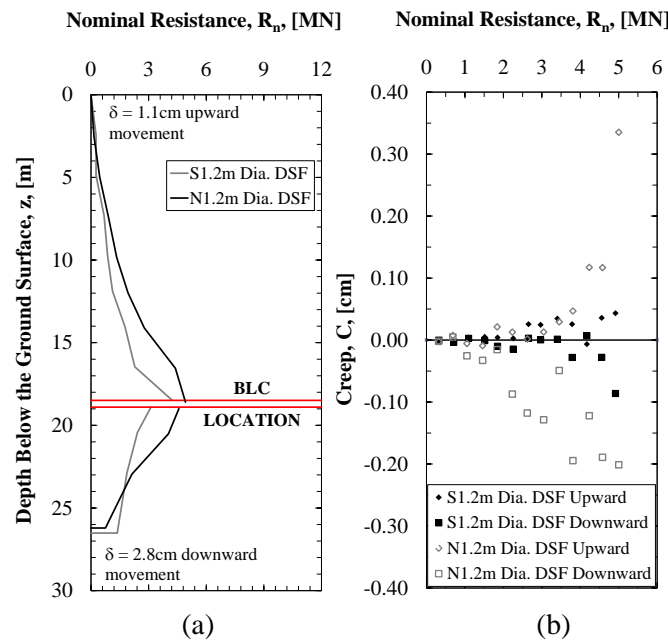 Nominal Resistance, Rn, [MN]
0 3 6 9 12
Depth Below the Ground Surface, z, [m]
0
5
10
15
20
25
30
δ = 1.1cm upward
movement
S1.2m Dia. DSF
N1.2m Dia. DSF
BLC
LOCATION
δ = 2.8cm downward
movement
(a)
Nominal Resistance, Rn, [MN]
0 1 2 3 4 5 6
Creep, C, [cm]
0.40
0.30
0.20
0.10
0.00
-0.10
-0.20
-0.30
-0.40
S1.2m Dia. DSF Upward
S1.2m Dia. DSF Downward
N1.2m Dia. DSF Upward
N1.2m Dia. DSF Downward
(b)